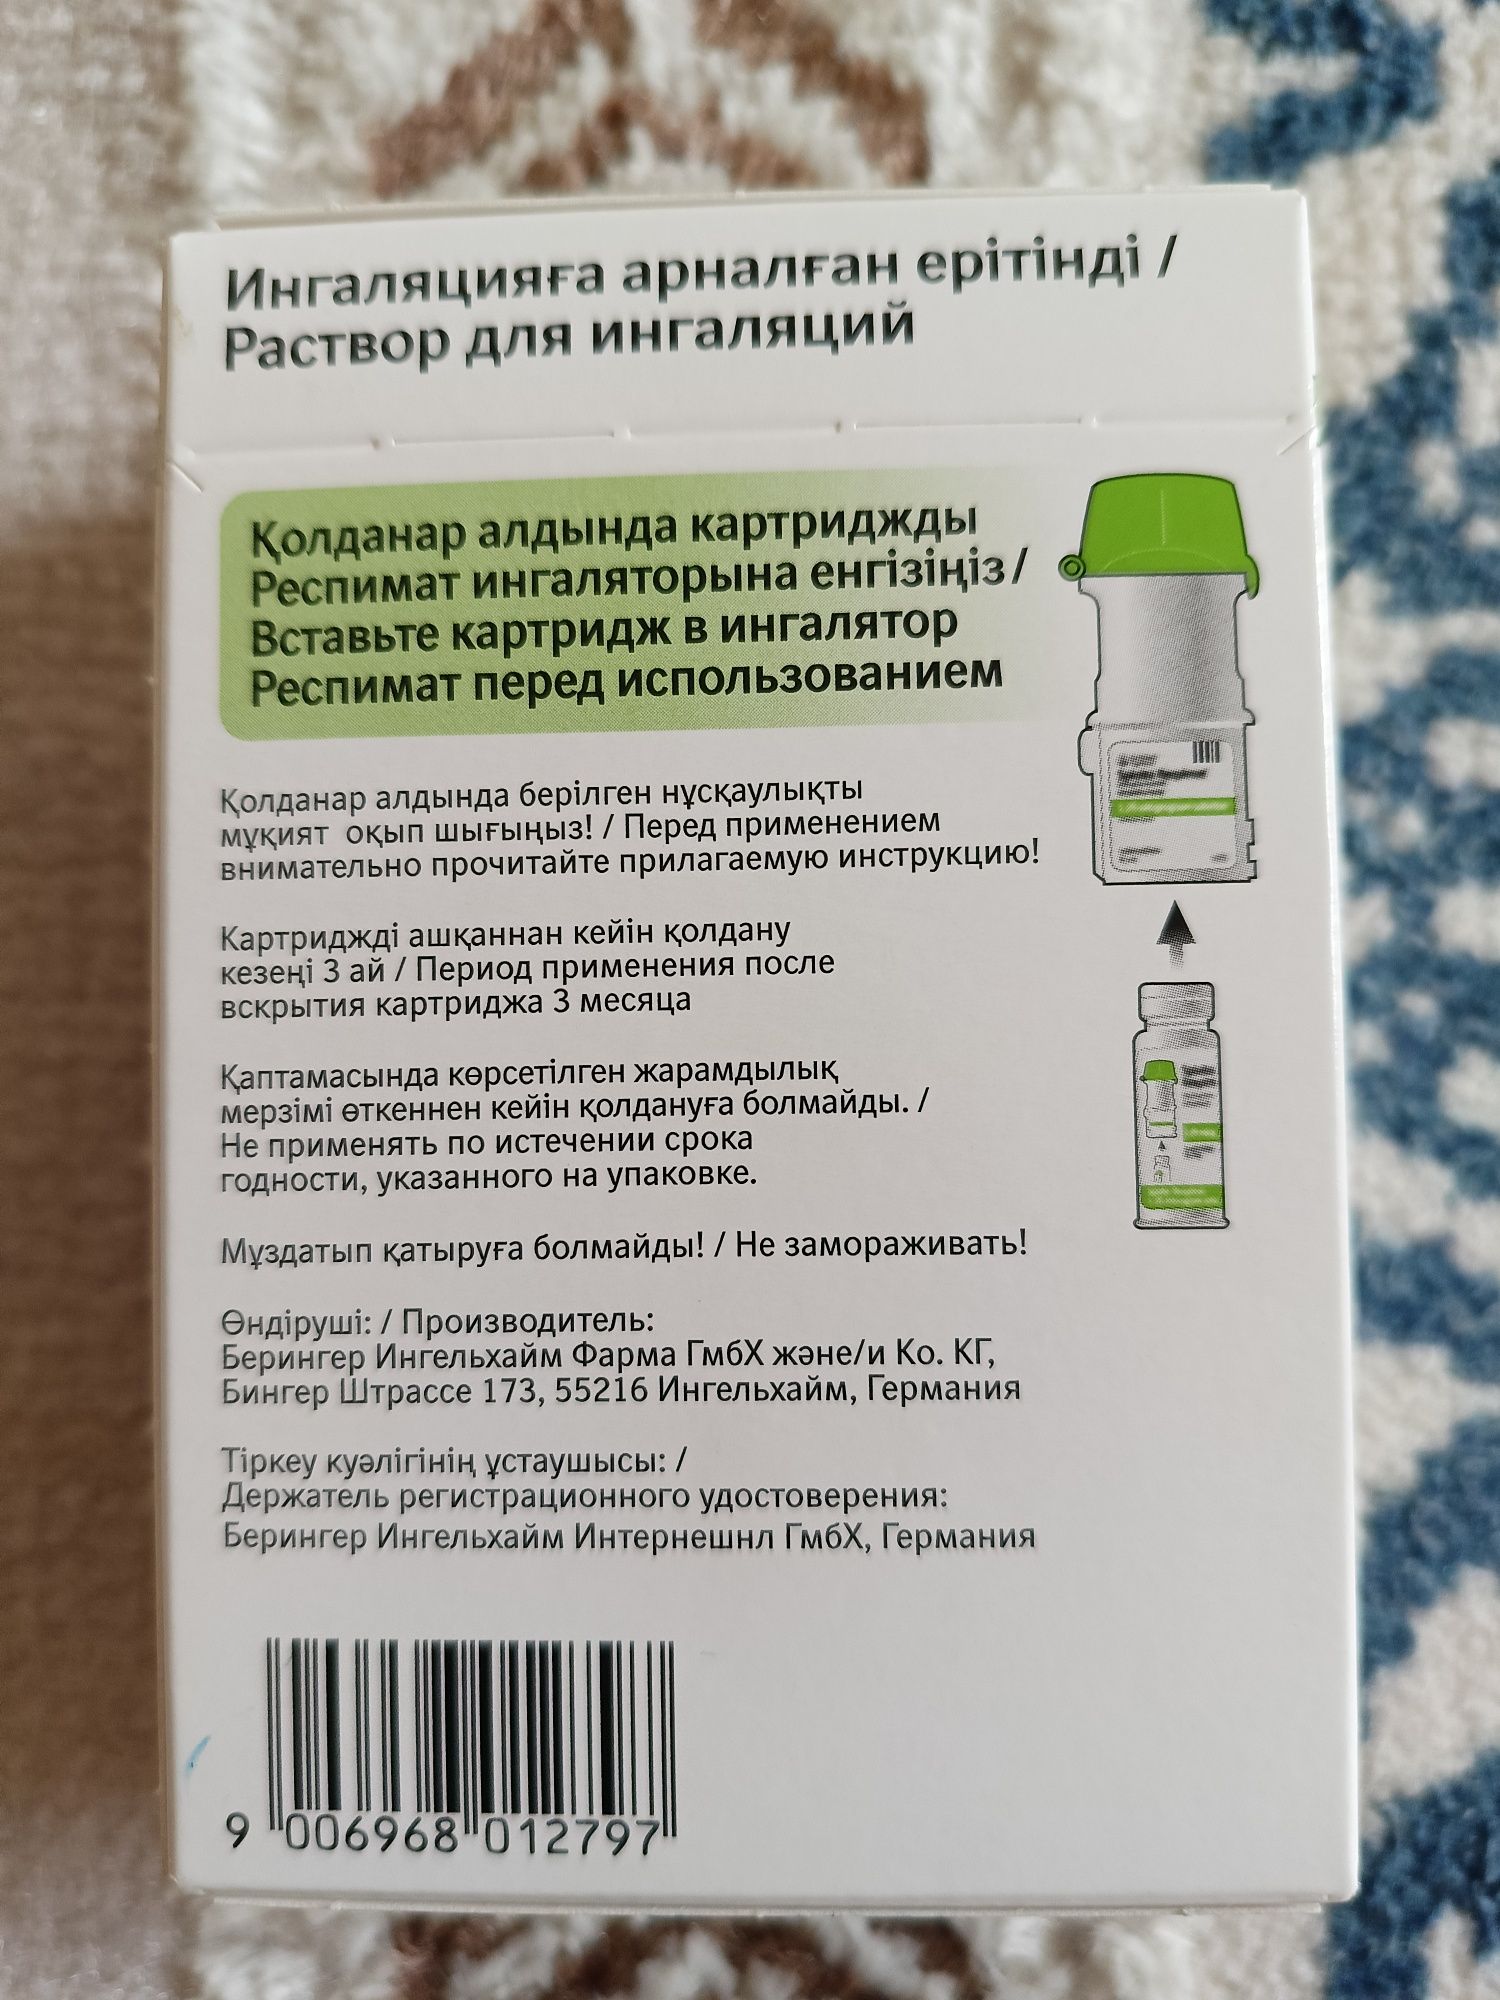 Ингаляцияға арналған ерітінді /
Раствор для ингаляций
Қолданар алдында картриджды
Респимат ингаляторына енгізіңіз /
Вставьте картридж в ингалятор
Респимат перед использованием
Қолданар алдында берілген нұсқаулықты
мұқият оқып шығыңыз! / Перед применением
внимательно прочитайте прилагаемую инструкцию!
Картриджді ашқаннан кейін қолдану
кезеңі 3 ай / Период применения после
вскрытия картриджа 3 месяца
Қаптамасында көрсетілген жарамдылық
мерзімі өткеннен кейін қолдануға болмайды. /
Не применять по истечении срока
годности, указанного на упаковке.
Мұздатып қатыруға болмайды! / Не замораживать!
Өндіруші: / Производитель:
Берингер Ингельхайм Фарма ГмбХ және/и Ко. КГ,
Бингер Штрассе 173, 55216 Ингельхайм, Германия
Тіркеу куәлігінің ұстаушысы: /
Держатель регистрационного удостоверения:
Берингер Ингельхайм Интернешнл ГмбХ, Германия
9 006968 012797